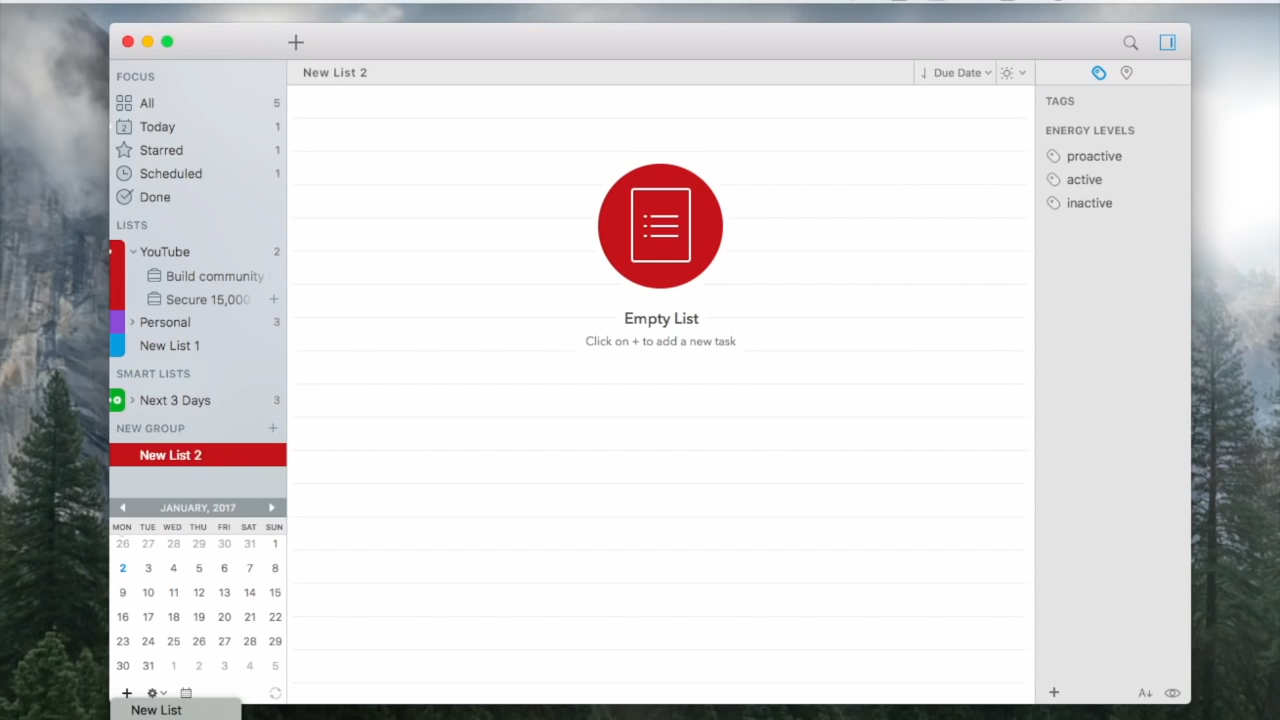 FOCUS
All 5
2 Today 1
Starred 1
Scheduled 1
Done
LISTS
YouTube 2
Build community
Secure 15,000 +
Personal 3
New List 1
SMART LISTS
Next 3 Days 3
NEW GROUP +
New List 2
JANUARY, 2017
MON TUE WED THU FRI SAT SUN
26 27 28 29 30 31 1
2 3 4 5 6 7 8
9 10 11 12 13 14 15
16 17 18 19 20 21 22
23 24 25 26 27 28 29
30 31 1 2 3 4 5
New List
New List 2
↓ Due Date
Empty List
Click on + to add a new task
TAGS
ENERGY LEVELS
proactive
active
inactive
A↓